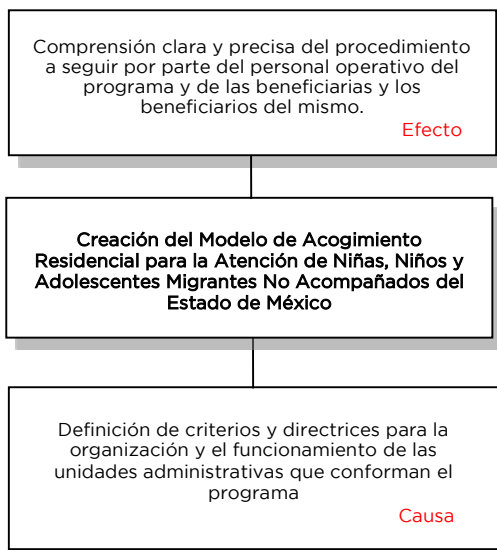 Comprensión clara y precisa del procedimiento
a seguir por parte del personal operativo del
programa y de las beneficiarias y los
beneficiarios del mismo.
Efecto
Creación del Modelo de Acogimiento
Residencial para la Atención de Niñas, Niños y
Adolescentes Migrantes No Acompañados del
Estado de México
Definición de criterios y directrices para la
organización y el funcionamiento de las
unidades administrativas que conforman el
programa
Causa